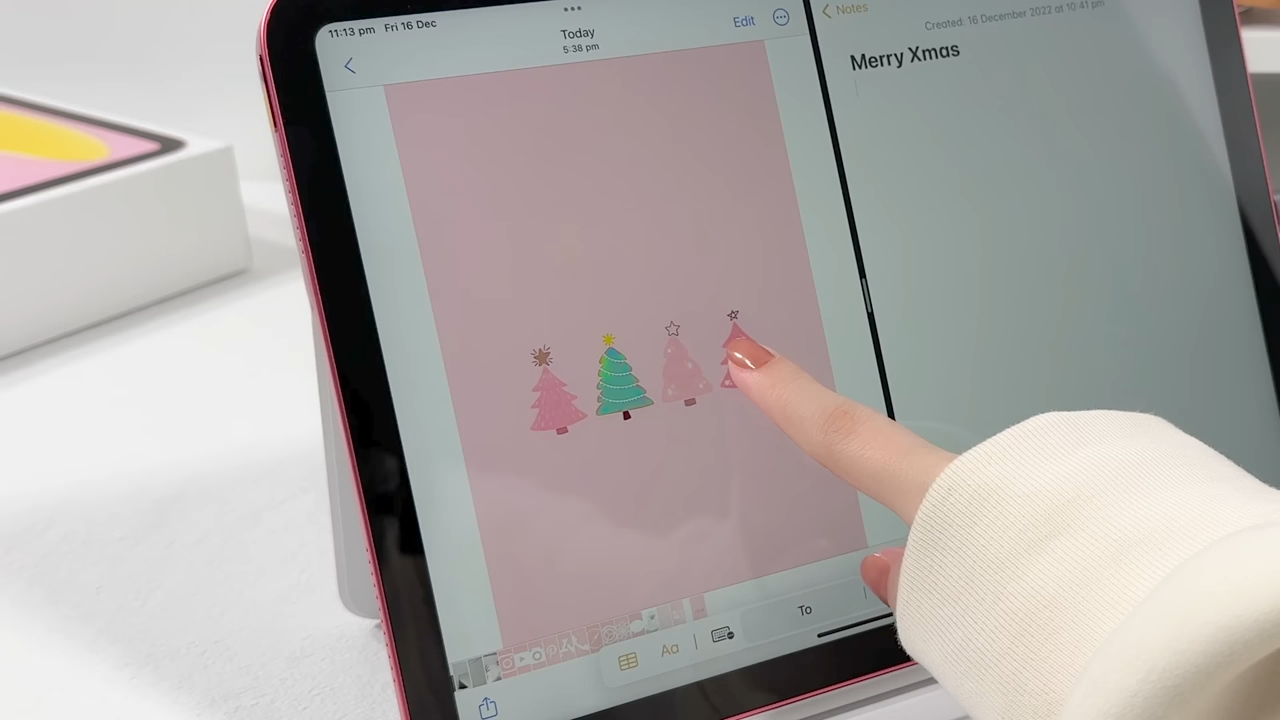 11:13 pm Fri 16 Dec
Today
5:38 pm
Edit
Notes
Created: 16 December 2022 at 10:41 pm
Merry Xmas
Aa
To